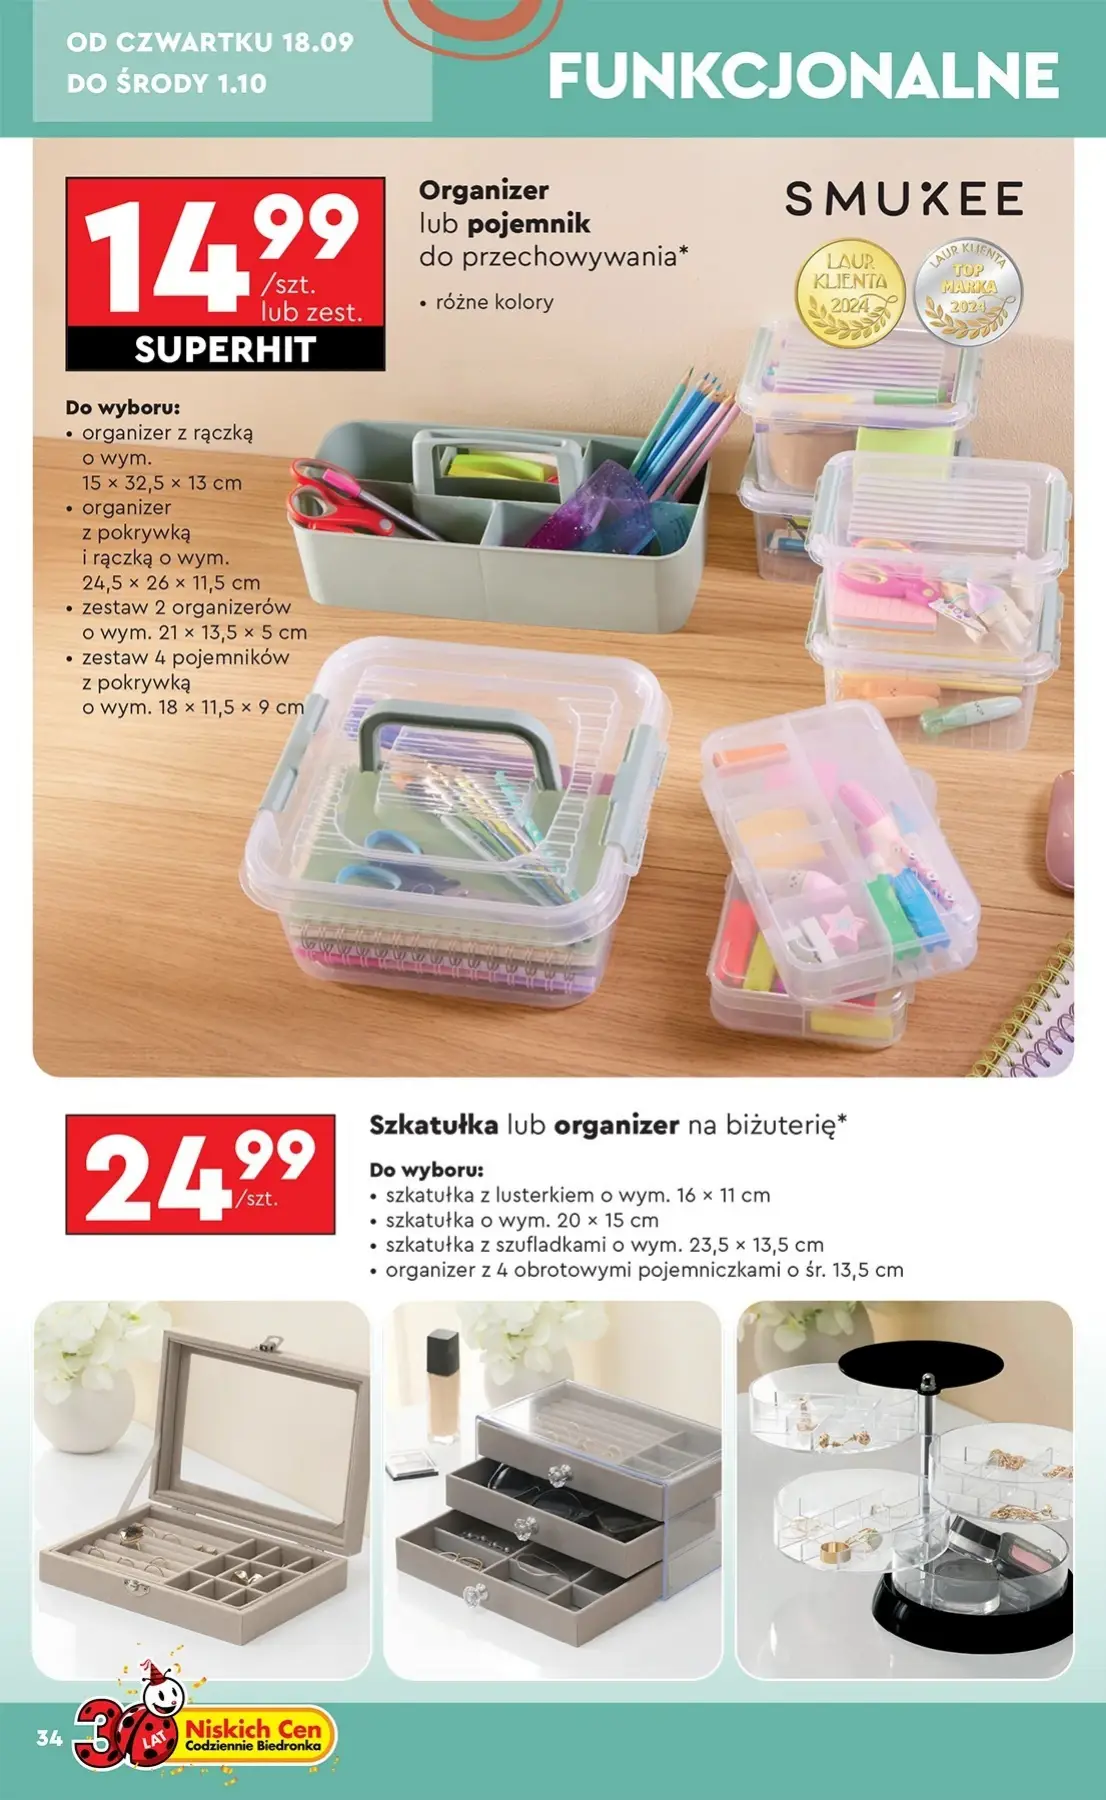 OD CZWARTKU 18.09
DO ŚRODY 1.10
FUNKCJONALNE
14 99
/szt.
lub zest.
SUPERHIT
Organizer
lub pojemnik
do przechowywania*
• różne kolory
SMUKEE
LAUR
KLIENTA
2024
LAUR KLIENTA
TOP
MARKA
2024
Do wyboru:
• organizer z rączką
o wym.
15 × 32,5 × 13 cm
• organizer
z pokrywką
i rączką o wym.
24,5 × 26 × 11,5 cm
• zestaw 2 organizerów
o wym. 21 × 13,5 × 5 cm
• zestaw 4 pojemników
z pokrywką
o wym. 18 × 11,5 × 9 cm
24 99
/szt.
Szkatułka lub organizer na biżuterię*
Do wyboru:
• szkatułka z lusterkiem o wym. 16 × 11 cm
• szkatułka o wym. 20 × 15 cm
• szkatułka z szufladkami o wym. 23,5 × 13,5 cm
• organizer z 4 obrotowymi pojemniczkami o śr. 13,5 cm
34
30
LAT
Niskich Cen
Codziennie Biedronka